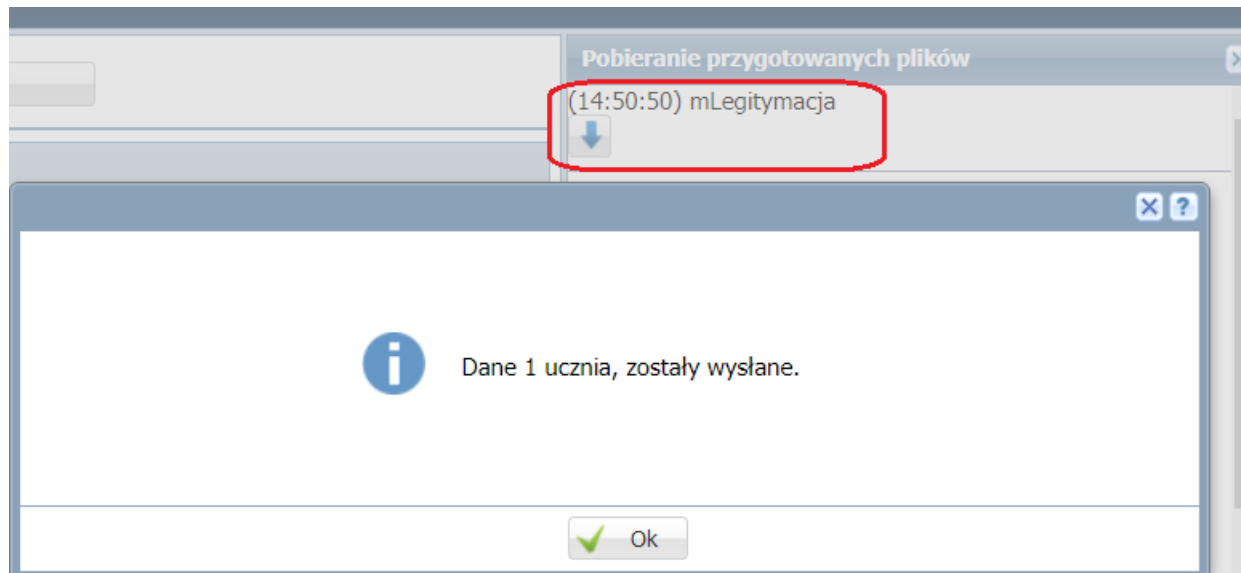 Pobieranie przygotowanych plików
(14:50:50) mLegitymacja
Dane 1 ucznia, zostały wysłane.
Ok